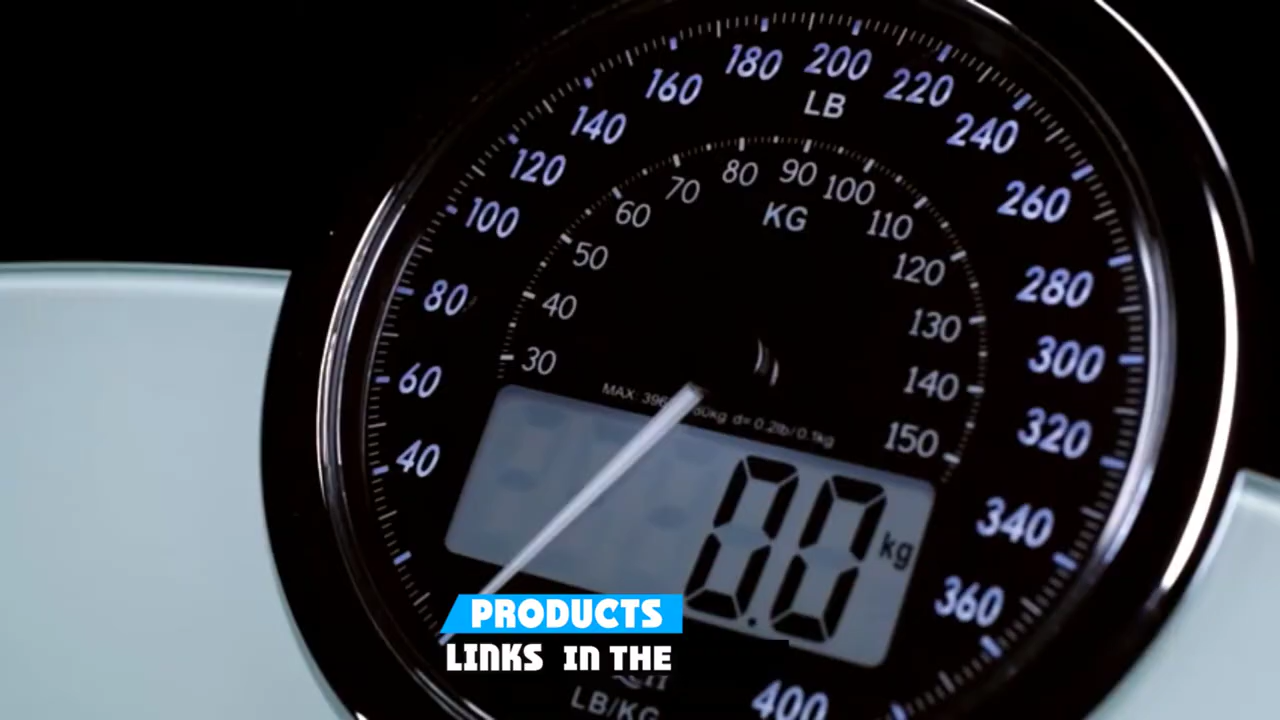 180 200 220
160 LB 240
140
120 80 90 100 260
100 70 KG 110
60
50 120 280
80 40 130 300
60 30 140
MAX: 396 d= 0.2lb/0.1kg 150 320
40
0.0 kg 340
360
PRODUCTS
LINKS IN THE
LB/KG 400